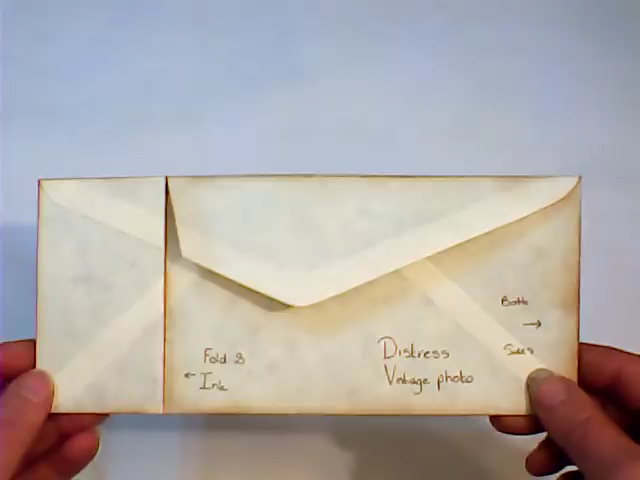 Both
→
Sides
Distress
Vintage photo
Fold &
← Ink